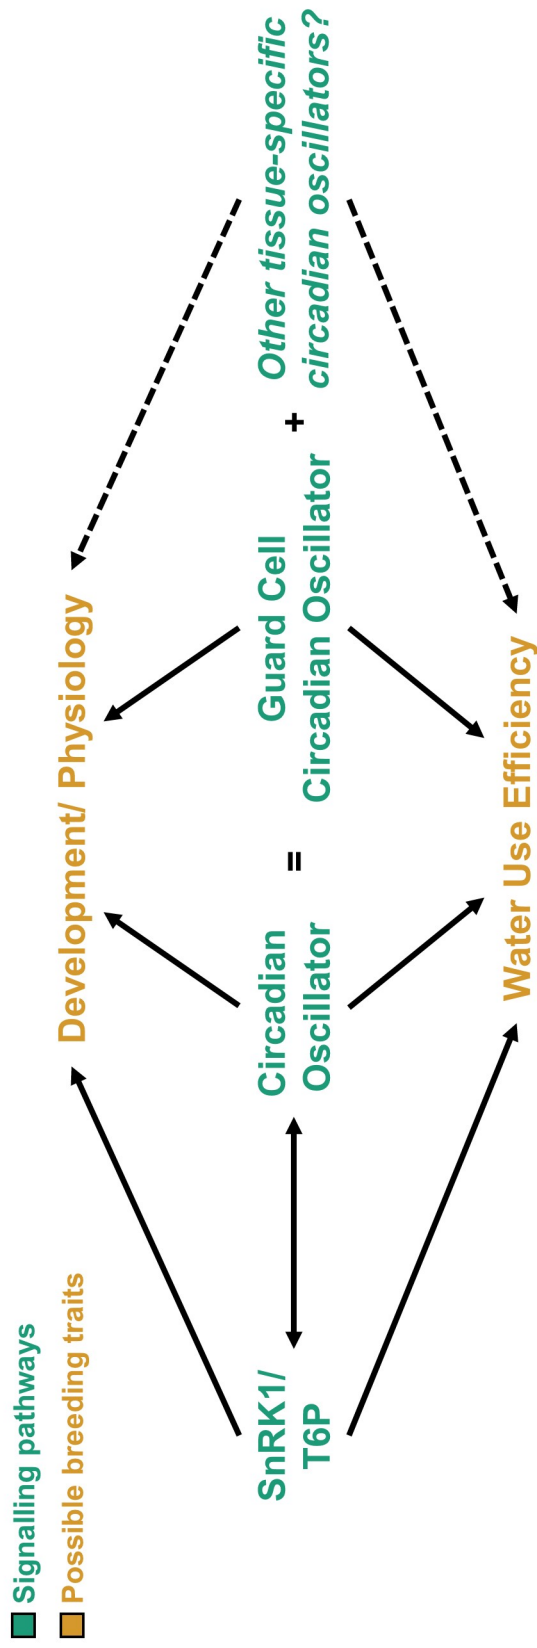 Signalling pathways
Possible breeding traits
Development/ Physiology
SnRK1/
T6P
Circadian
Oscillator
=
Guard Cell
Circadian Oscillator
+
Other tissue-specific
circadian oscillators?
Water Use Efficiency